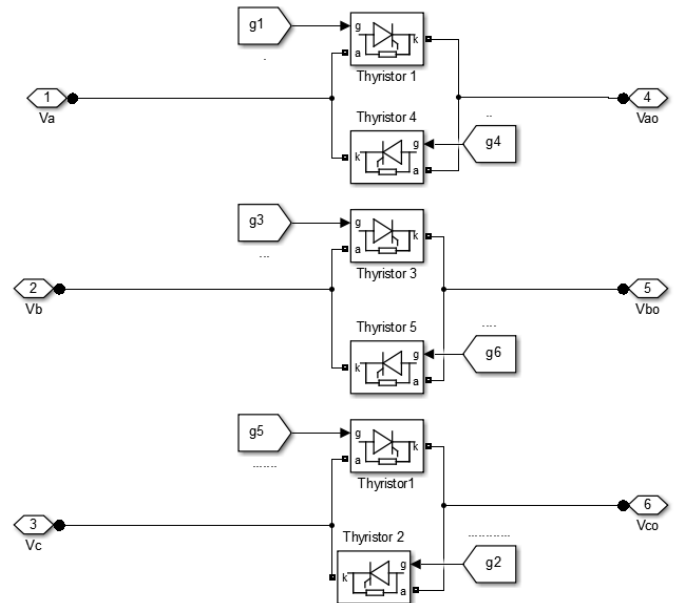 g1
g
k
a
Thyristor 1
1
Va
4
Vao
Thyristor 4
..
g
k
a
g4
.
g3
g
k
a
...
Thyristor 3
2
Vb
5
Vbo
Thyristor 5
....
g
k
a
g6
g5
g
k
a
.......
Thyristor1
3
Vc
6
Vco
Thyristor 2
............
g
k
a
g2